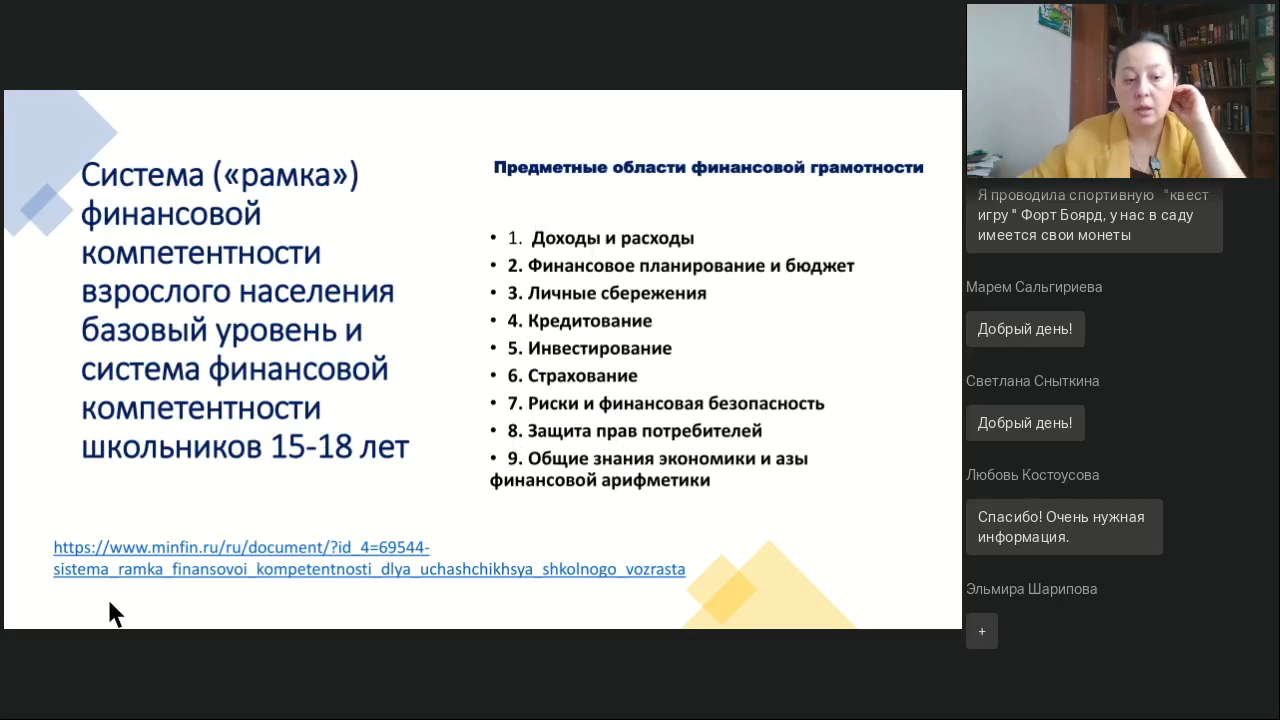 Система («рамка»)
финансовой
компетентности
взрослого населения
базовый уровень и
система финансовой
компетентности
школьников 15-18 лет
Предметные области финансовой грамотности
• 1. Доходы и расходы
• 2. Финансовое планирование и бюджет
• 3. Личные сбережения
• 4. Кредитование
• 5. Инвестирование
• 6. Страхование
• 7. Риски и финансовая безопасность
• 8. Защита прав потребителей
• 9. Общие знания экономики и азы
финансовой арифметики
https://www.minfin.ru/ru/document/?id_4=69544-
sistema_ramka_finansovoi_kompetentnosti_dlya_uchashchikhsya_shkolnogo_vozrasta
Я проводила спортивную "квест
игру " Форт Боярд, у нас в саду
имеется свои монеты
Марем Сальгириева
Добрый день!
Светлана Сныткина
Добрый день!
Любовь Костоусова
Спасибо! Очень нужная
информация.
Эльмира Шарипова
+